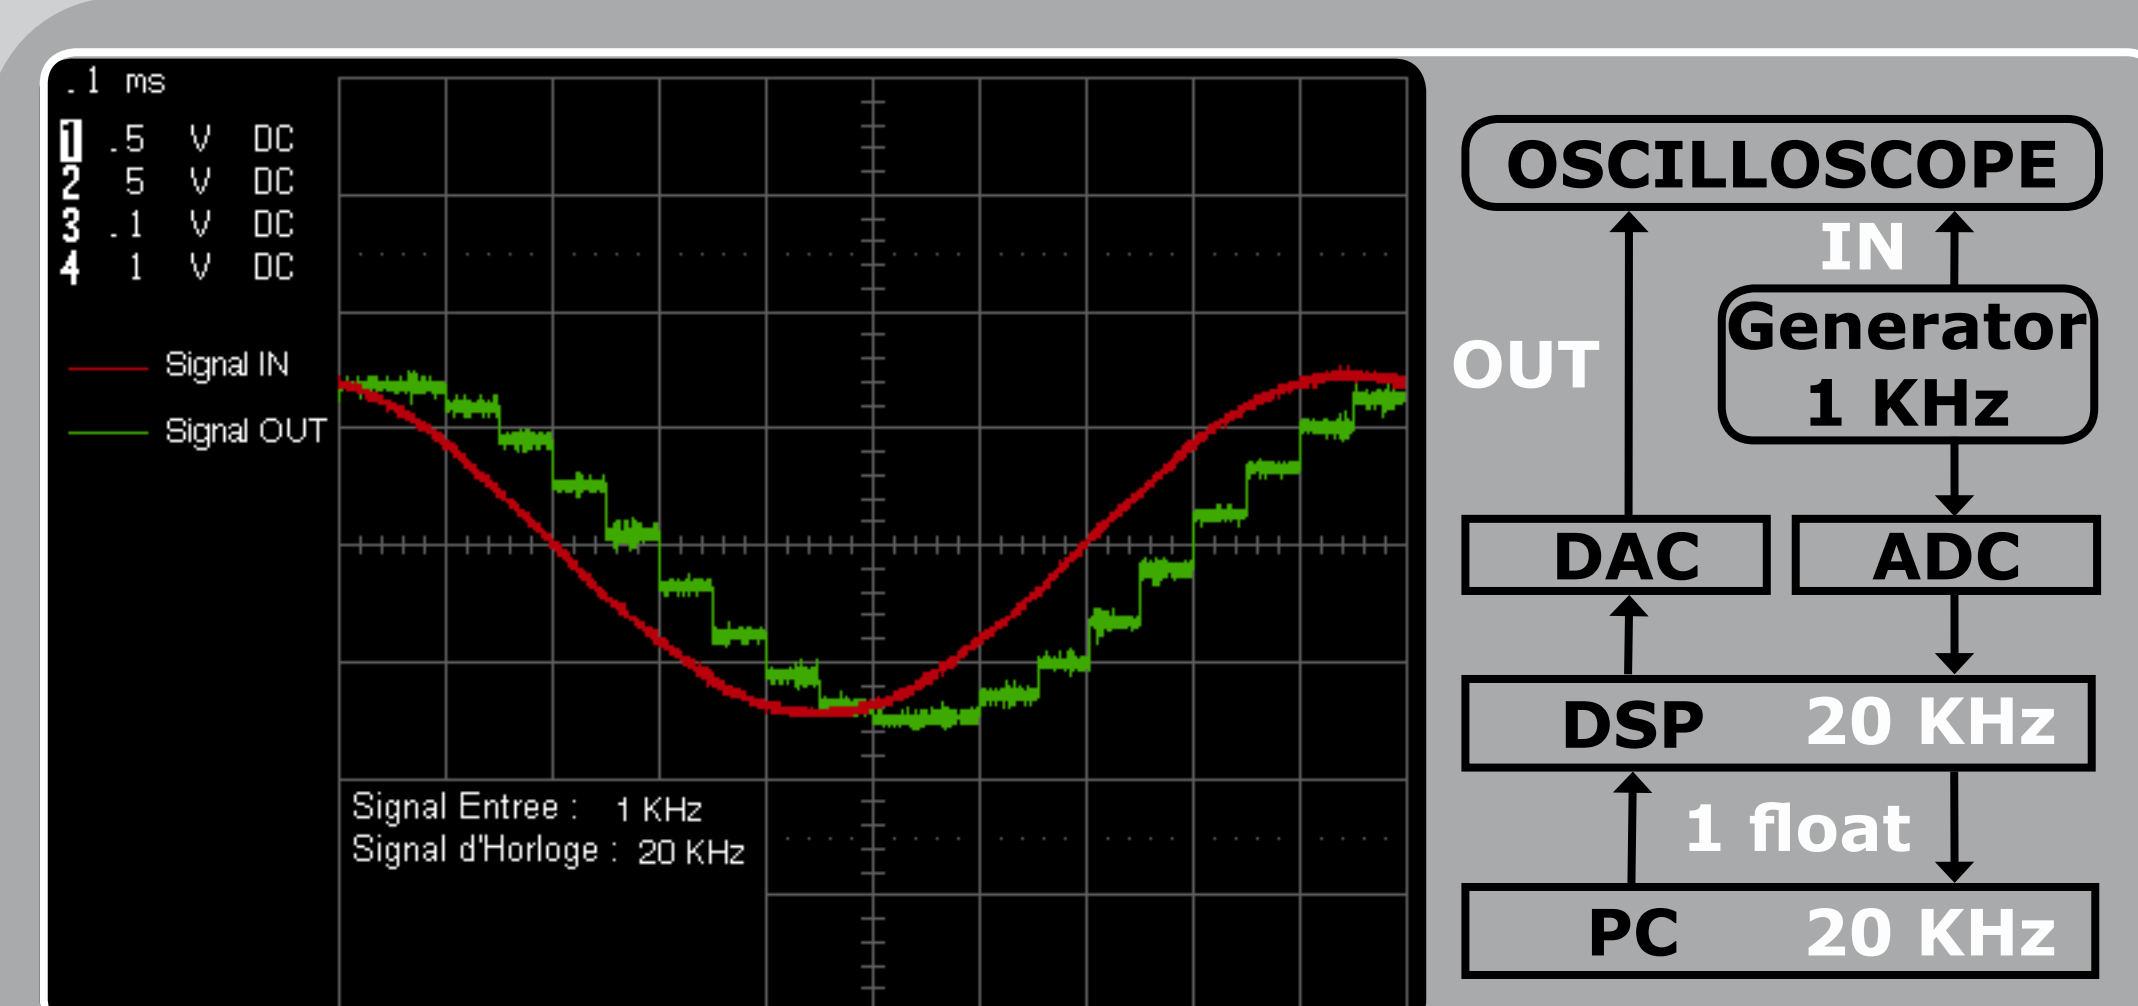 .1 ms
1 .5 V DC
2 5 V DC
3 .1 V DC
4 1 V DC
Signal IN
Signal OUT
Signal Entree : 1 KHz
Signal d'Horloge : 20 KHz
OSCILLOSCOPE
IN
Generator
1 KHz
OUT
DAC
ADC
DSP 20 KHz
1 float
PC 20 KHz